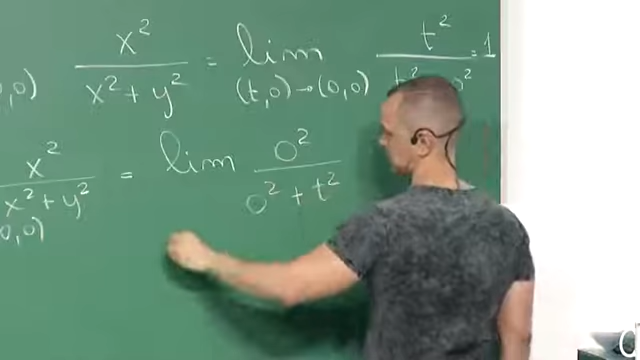 x² / (x² + y²) = lim t² / (t² 0² = 1
,0) (t,0)→(0,0)
x² / (x² + y²) = lim 0² / (0² + t²)
0,0)